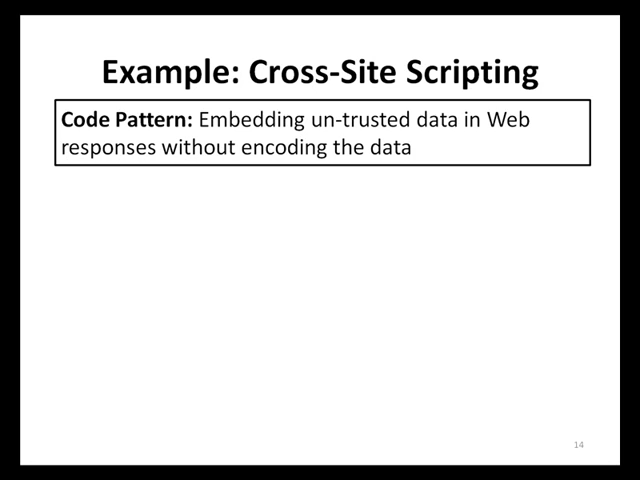 Example: Cross-Site Scripting
Code Pattern: Embedding un-trusted data in Web
responses without encoding the data
14